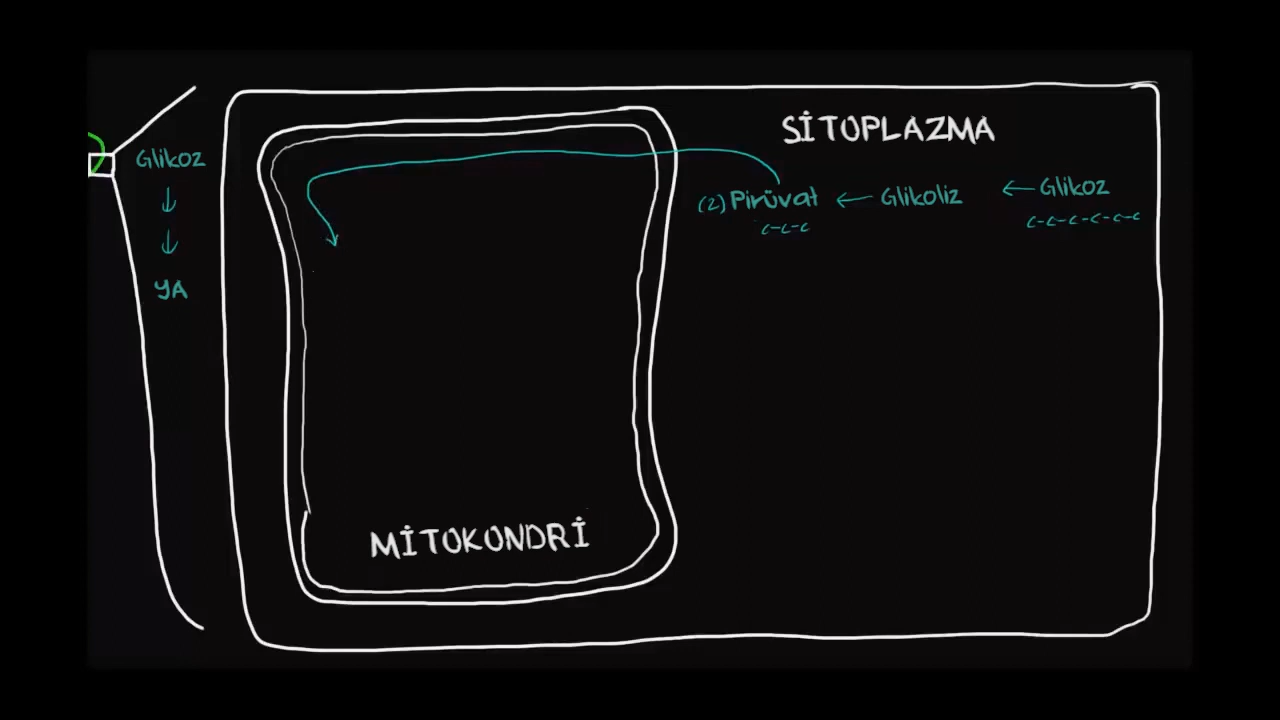 SİTOPLAZMA
Glikoz
(2) Pirüvat ← Glikoliz ← Glikoz
c-c-c
c-c-c-c-c-c
↓
↓
YA
MİTOKONDRİ